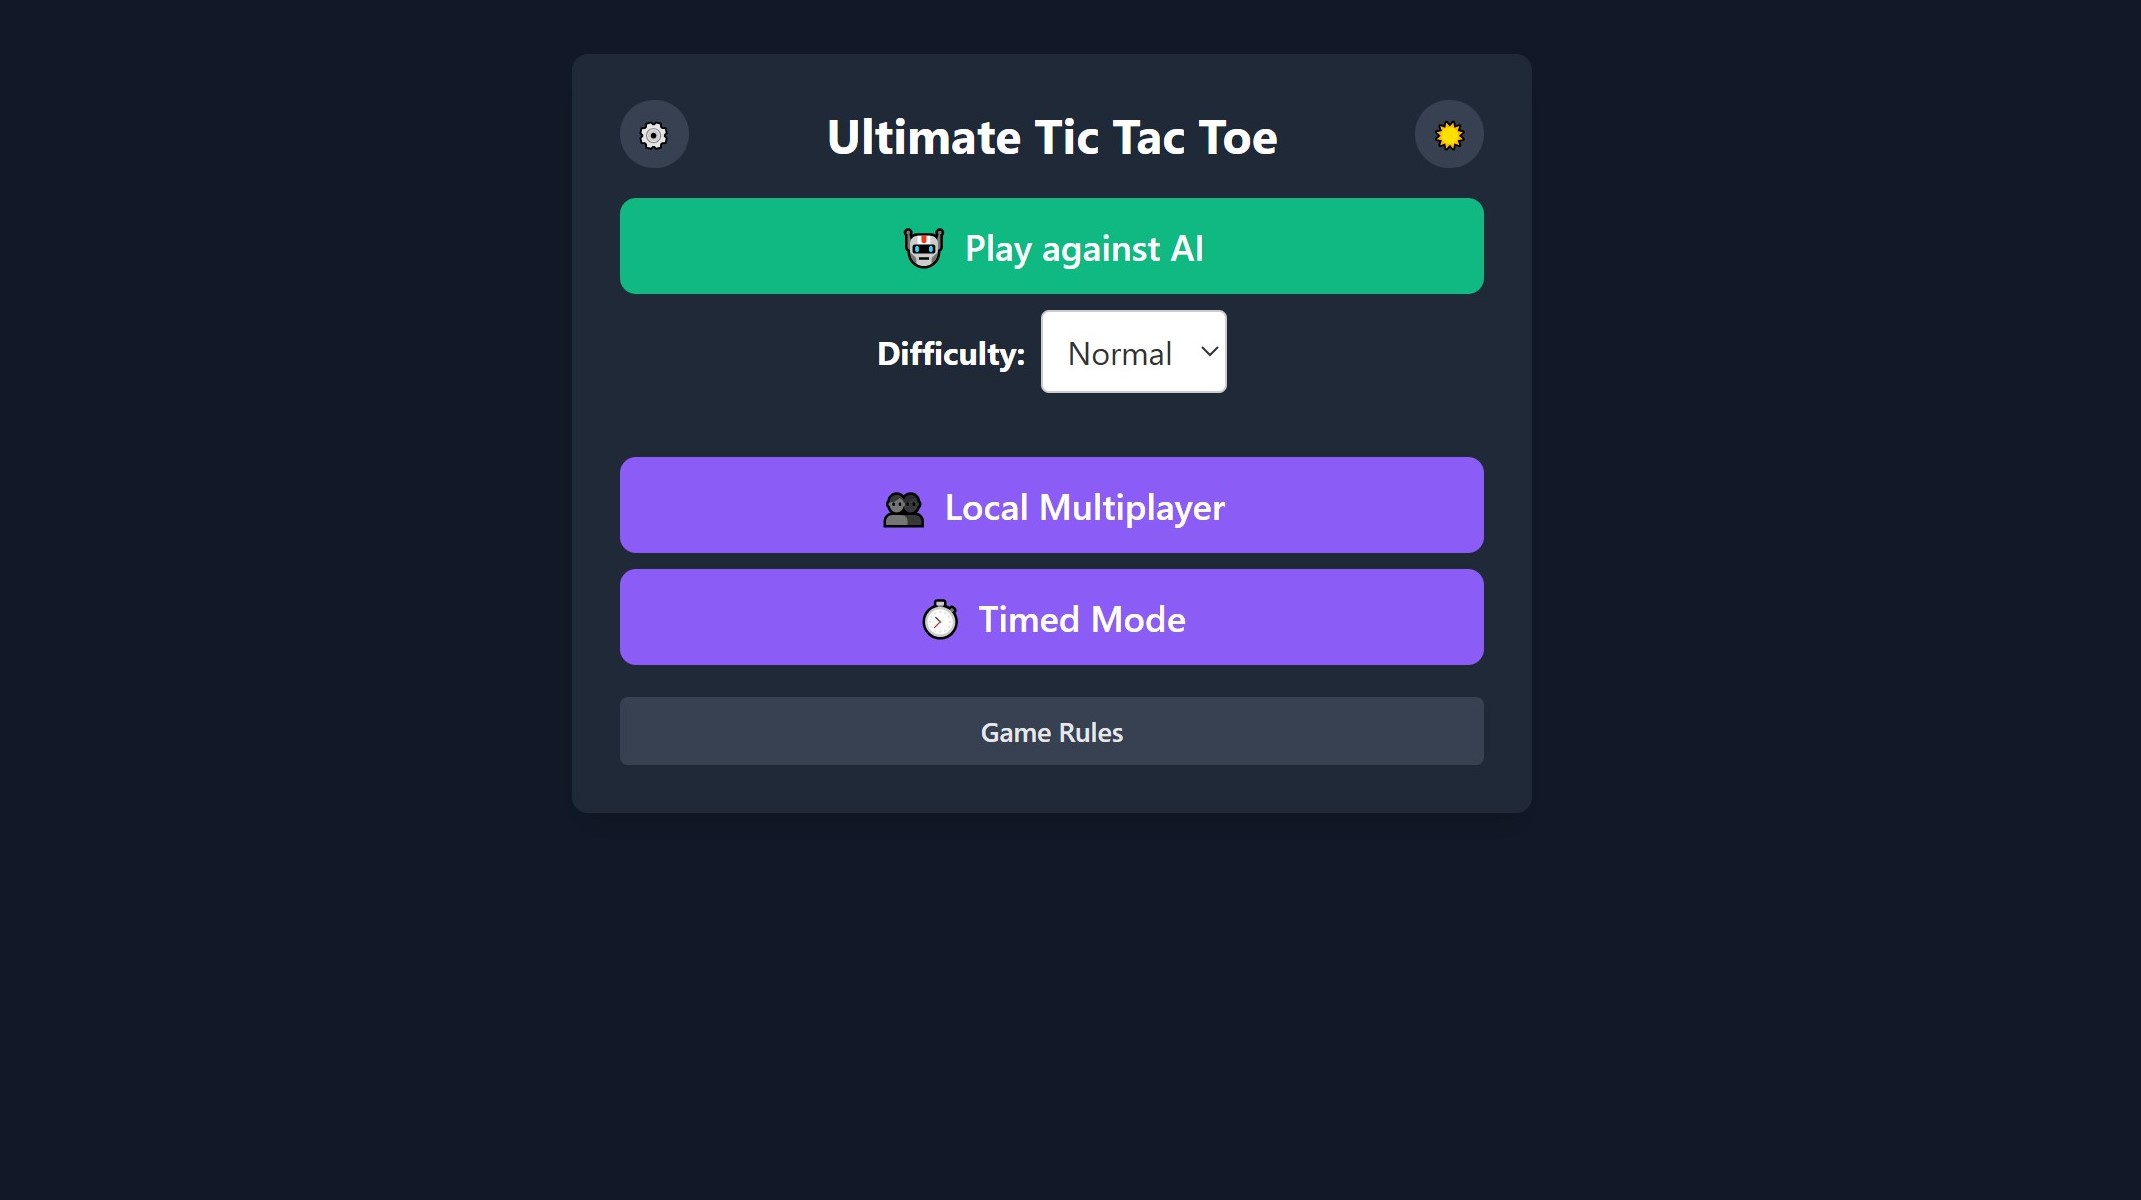 Ultimate Tic Tac Toe
Play against AI
Difficulty: Normal
Local Multiplayer
Timed Mode
Game Rules